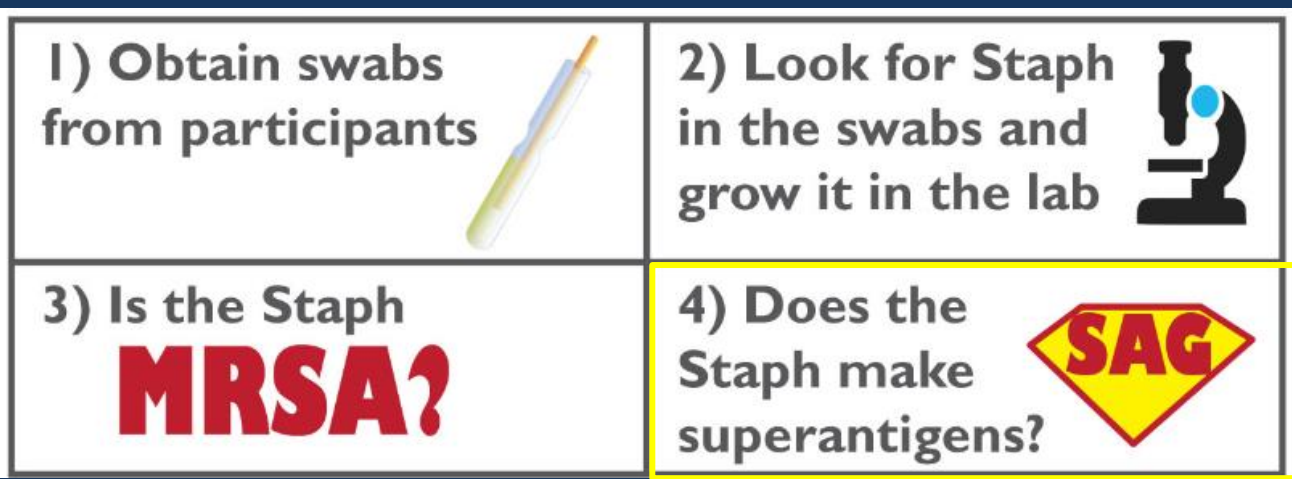 1) Obtain swabs
from participants
2) Look for Staph
in the swabs and
grow it in the lab
3) Is the Staph
MRSA?
4) Does the
Staph make
superantigens?
SAG